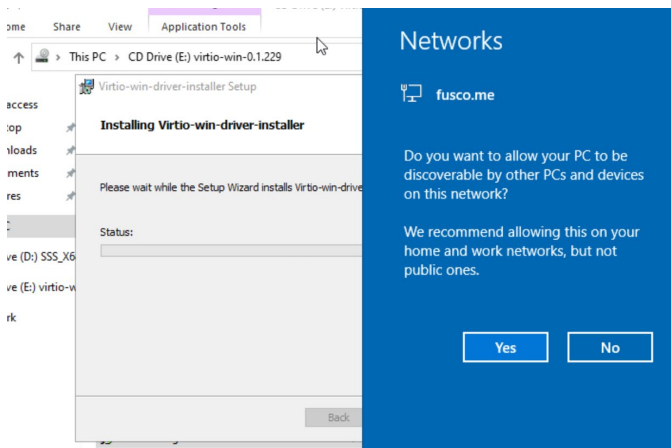 ome Share View Application Tools
This PC > CD Drive (E:) virtio-win-0.1.229
Virtio-win-driver-installer Setup
access
top
nloads
ments
res
ve (D:) SSS_X6
ve (E:) virtio-w
rk
Installing Virtio-win-driver-installer
Please wait while the Setup Wizard installs Virtio-win-drive
Status:
Back
Networks
fusco.me
Do you want to allow your PC to be
discoverable by other PCs and devices
on this network?
We recommend allowing this on your
home and work networks, but not
public ones.
Yes No